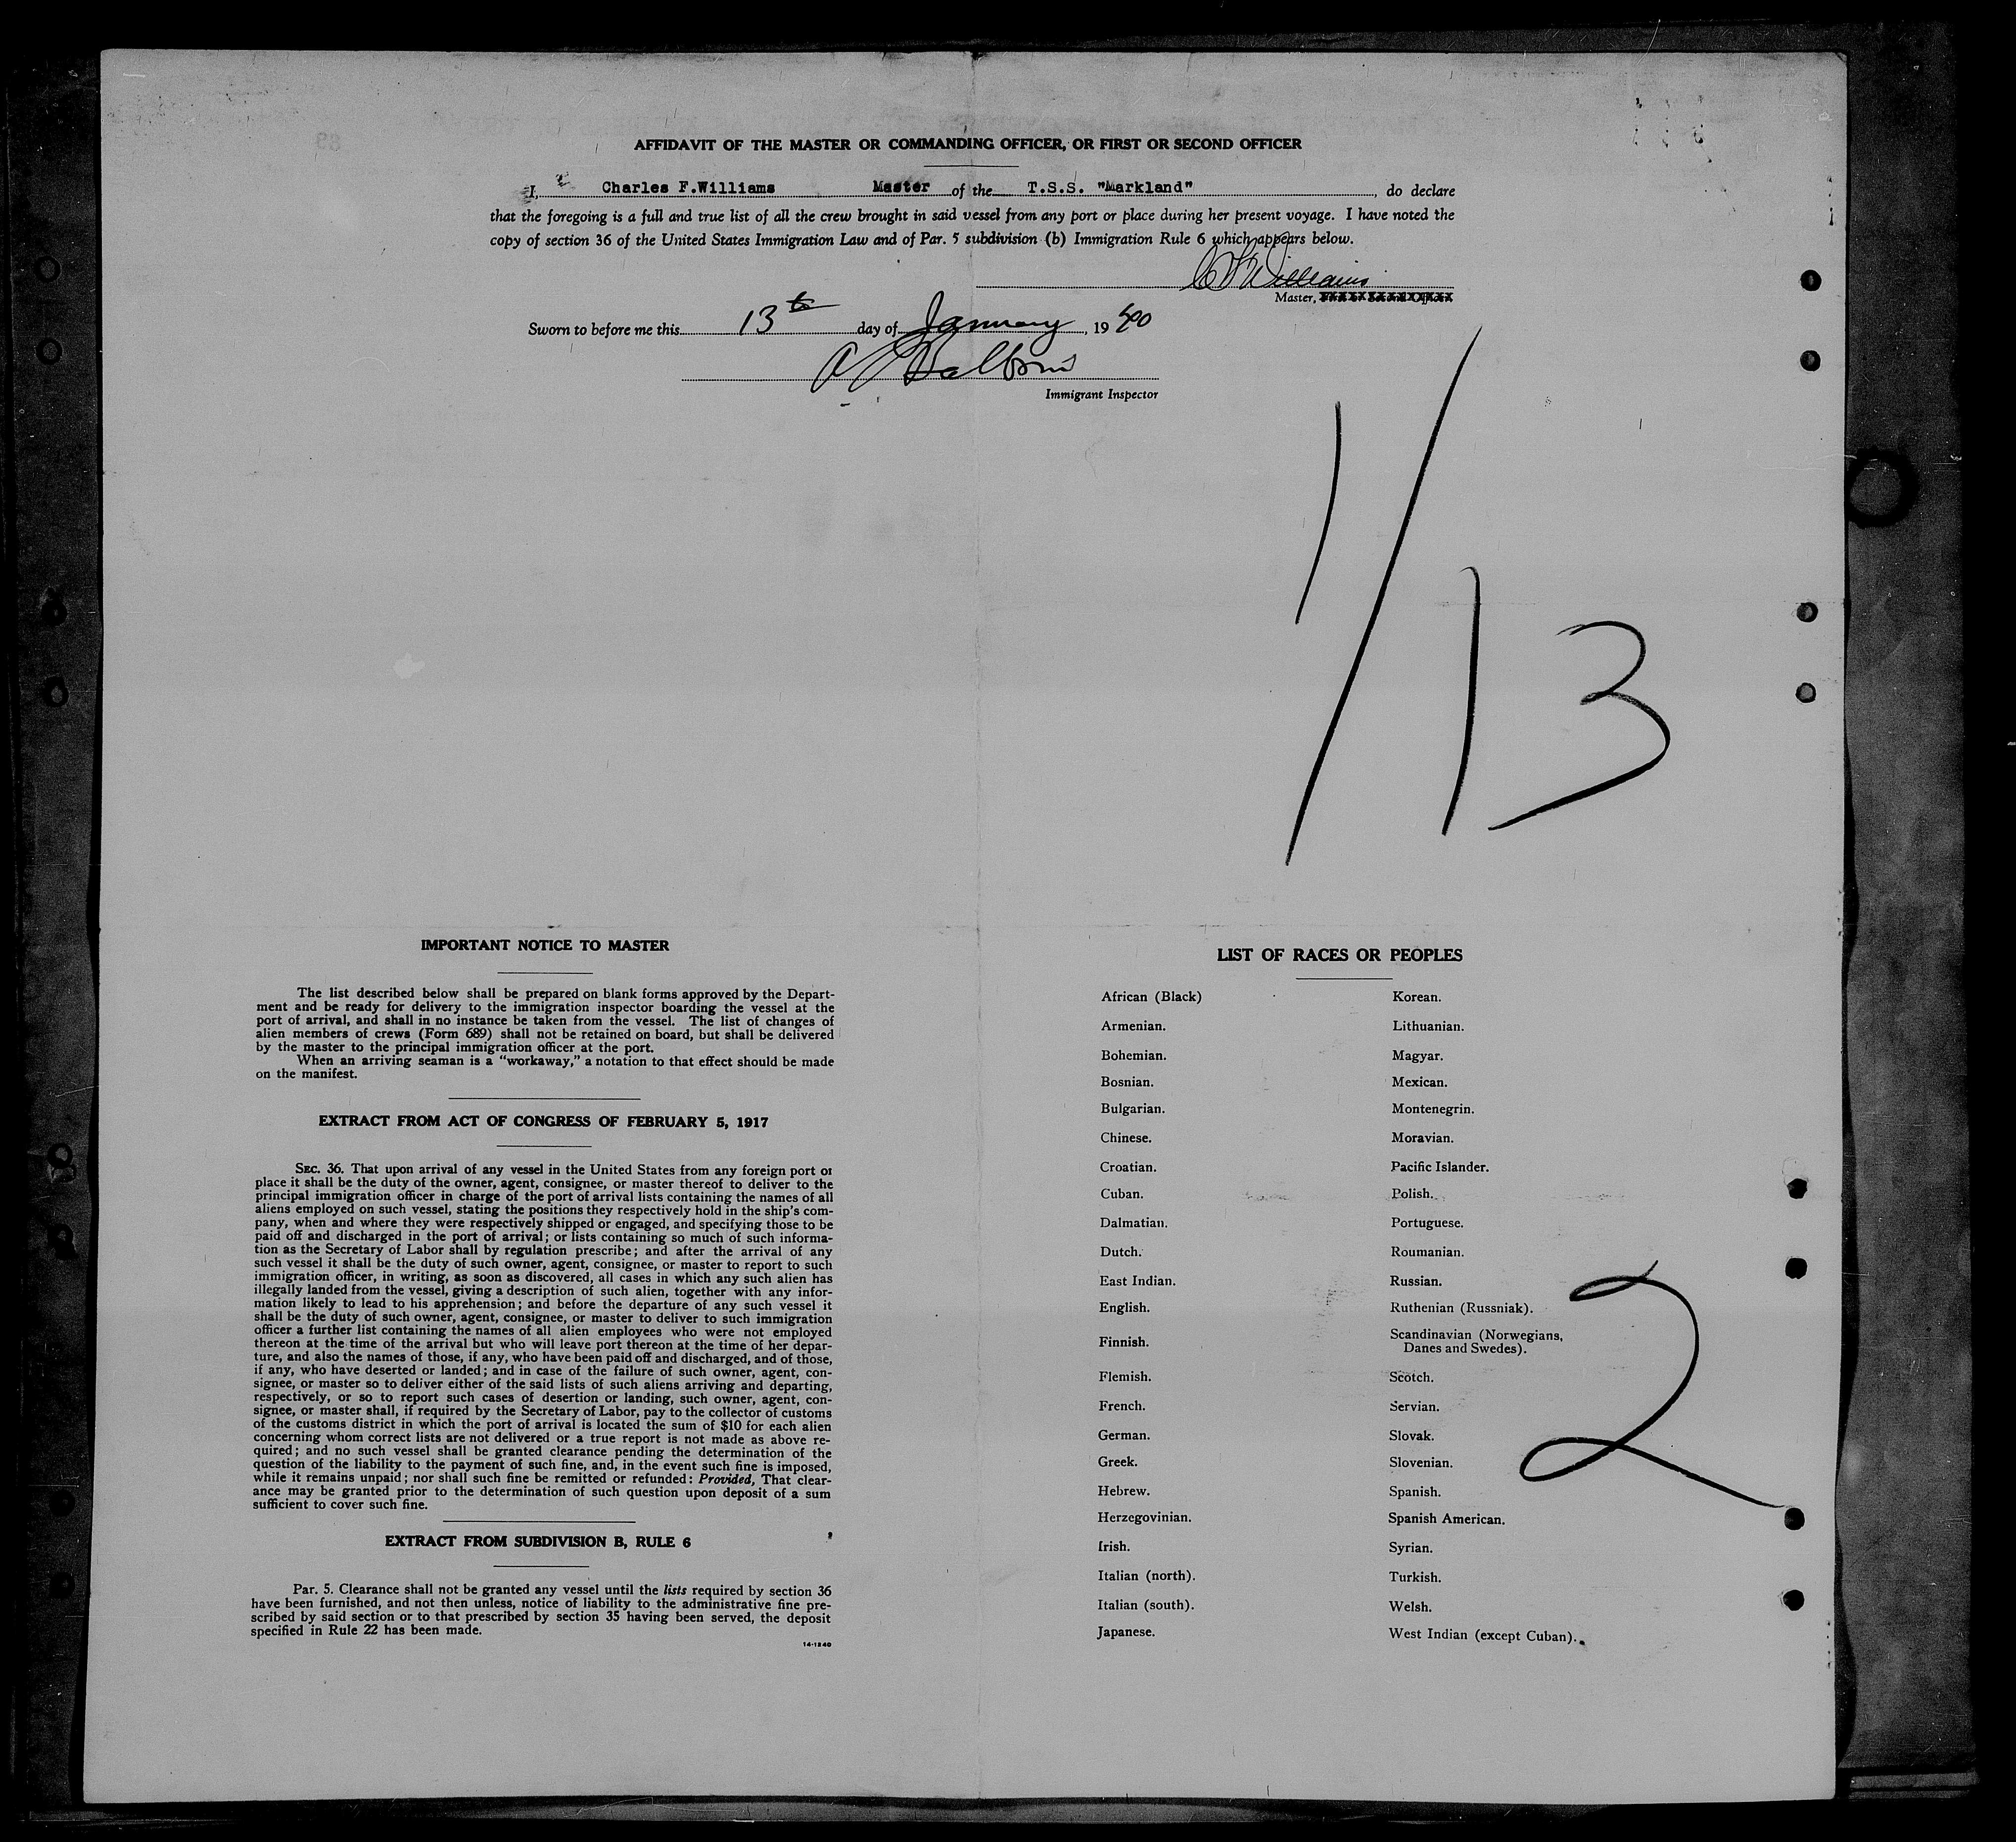 AFFIDAVIT OF THE MASTER OR COMMANDING OFFICER, OR FIRST OR SECOND OFFICER
I, Charles F.Williams Master of the T.S.S. "Markland", do declare
that the foregoing is a full and true list of all the crew brought in said vessel from any port or place during her present voyage. I have noted the
copy of section 36 of the United States Immigration Law and of Par. 5 subdivision (b) Immigration Rule 6 which appears below.
C F Williams
Master,
Sworn to before me this 13th day of January, 1940
Immigrant Inspector
1/13
IMPORTANT NOTICE TO MASTER
The list described below shall be prepared on blank forms approved by the Depart-
ment and be ready for delivery to the immigration inspector boarding the vessel at the
port of arrival, and shall in no instance be taken from the vessel. The list of changes of
alien members of crews (Form 689) shall not be retained on board, but shall be delivered
by the master to the principal immigration officer at the port.
When an arriving seaman is a "workaway," a notation to that effect should be made
on the manifest.
EXTRACT FROM ACT OF CONGRESS OF FEBRUARY 5, 1917
SEC. 36. That upon arrival of any vessel in the United States from any foreign port or
place it shall be the duty of the owner, agent, consignee, or master thereof to deliver to the
principal immigration officer in charge of the port of arrival lists containing the names of all
aliens employed on such vessel, stating the positions they respectively hold in the ship's com-
pany, when and where they were respectively shipped or engaged, and specifying those to be
paid off and discharged in the port of arrival; or lists containing so much of such informa-
tion as the Secretary of Labor shall by regulation prescribe; and after the arrival of any
such vessel it shall be the duty of such owner, agent, consignee, or master to report to such
immigration officer, in writing, as soon as discovered, all cases in which any such alien has
illegally landed from the vessel, giving a description of such alien, together with any infor-
mation likely to lead to his apprehension; and before the departure of any such vessel it
shall be the duty of such owner, agent, consignee, or master to deliver to such immigration
officer a further list containing the names of all alien employees who were not employed
thereon at the time of the arrival but who will leave port thereon at the time of her depar-
ture, and also the names of those, if any, who have been paid off and discharged, and of those,
if any, who have deserted or landed; and in case of the failure of such owner, agent, con-
signee, or master so to deliver either of the said lists of such aliens arriving and departing,
respectively, or so to report such cases of desertion or landing, such owner, agent, con-
signee, or master shall, if required by the Secretary of Labor, pay to the collector of customs
of the customs district in which the port of arrival is located the sum of $10 for each alien
concerning whom correct lists are not delivered or a true report is not made as above re-
quired; and no such vessel shall be granted clearance pending the determination of the
question of the liability to the payment of such fine, and, in the event such fine is imposed,
while it remains unpaid; nor shall such fine be remitted or refunded: Provided, That clear-
ance may be granted prior to the determination of such question upon deposit of a sum
sufficient to cover such fine.
EXTRACT FROM SUBDIVISION B, RULE 6
Par. 5. Clearance shall not be granted any vessel until the lists required by section 36
have been furnished, and not then unless, notice of liability to the administrative fine pre-
scribed by said section or to that prescribed by section 35 having been served, the deposit
specified in Rule 22 has been made.
14-1240
LIST OF RACES OR PEOPLES
African (Black)
Armenian.
Bohemian.
Bosnian.
Bulgarian.
Chinese.
Croatian.
Cuban.
Dalmatian.
Dutch.
East Indian.
English.
Finnish.
Flemish.
French.
German.
Greek.
Hebrew.
Herzegovinian.
Irish.
Italian (north).
Italian (south).
Japanese.
Korean.
Lithuanian.
Magyar.
Mexican.
Montenegrin.
Moravian.
Pacific Islander.
Polish.
Portuguese.
Roumanian.
Russian.
Ruthenian (Russniak).
Scandinavian (Norwegians,
Danes and Swedes).
Scotch.
Servian.
Slovak.
Slovenian.
Spanish.
Spanish American.
Syrian.
Turkish.
Welsh.
West Indian (except Cuban).
2